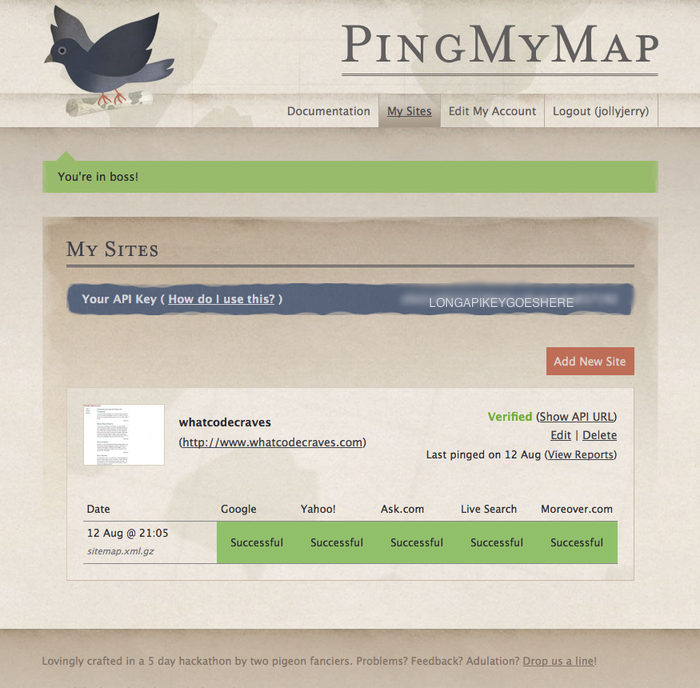 PingMyMap
Documentation My Sites Edit My Account Logout (jollyjerry)
You're in boss!
My Sites
Your API Key ( How do I use this? ) LONGAPIKEYGOESHERE
Add New Site
whatcodecraves
(http://www.whatcodecraves.com)
Verified (Show API URL)
Edit | Delete
Last pinged on 12 Aug (View Reports)
Date Google Yahoo! Ask.com Live Search Moreover.com
12 Aug @ 21:05 Successful Successful Successful Successful Successful
sitemap.xml.gz
Lovingly crafted in a 5 day hackathon by two pigeon fanciers. Problems? Feedback? Adulation? Drop us a line!